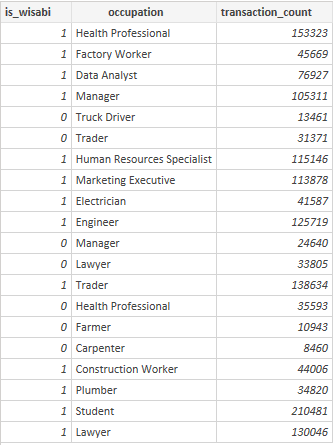 is_wisabi occupation transaction_count
1 Health Professional 153323
1 Factory Worker 45669
1 Data Analyst 76927
1 Manager 105311
0 Truck Driver 13461
0 Trader 31371
1 Human Resources Specialist 115146
1 Marketing Executive 113878
1 Electrician 41587
1 Engineer 125719
0 Manager 24640
0 Lawyer 33805
1 Trader 138634
0 Health Professional 35593
0 Farmer 10943
0 Carpenter 8460
1 Construction Worker 44006
1 Plumber 34820
1 Student 210481
1 Lawyer 130046